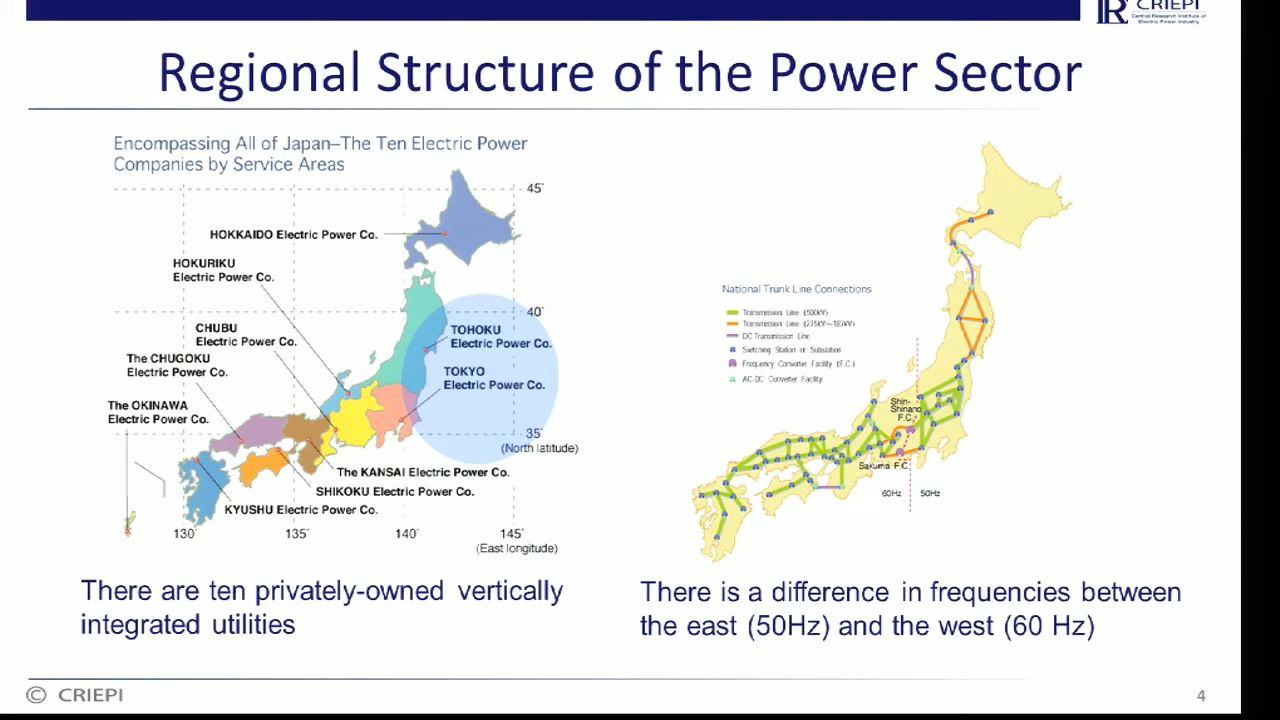 CRIEPI
Central Research Institute of
Electric Power Industry
Regional Structure of the Power Sector
Encompassing All of Japan–The Ten Electric Power
Companies by Service Areas
45°
HOKKAIDO Electric Power Co.
HOKURIKU
Electric Power Co.
40°
CHUBU
Electric Power Co.
TOHOKU
Electric Power Co.
The CHUGOKU
Electric Power Co.
TOKYO
Electric Power Co.
The OKINAWA
Electric Power Co.
35°
(North latitude)
The KANSAI Electric Power Co.
SHIKOKU Electric Power Co.
KYUSHU Electric Power Co.
130°
135°
140°
145°
(East longitude)
There are ten privately-owned vertically
integrated utilities
National Trunk Line Connections
Transmission Line (500kV)
Transmission Line (275kV~187kV)
DC Transmission Line
Switching Station or Substation
Frequency Converter Facility (F.C.)
AC-DC Converter Facility
Shin-
Shinano
F.C.
Sakuma F.C.
60Hz
50Hz
There is a difference in frequencies between
the east (50Hz) and the west (60 Hz)
© CRIEPI
4